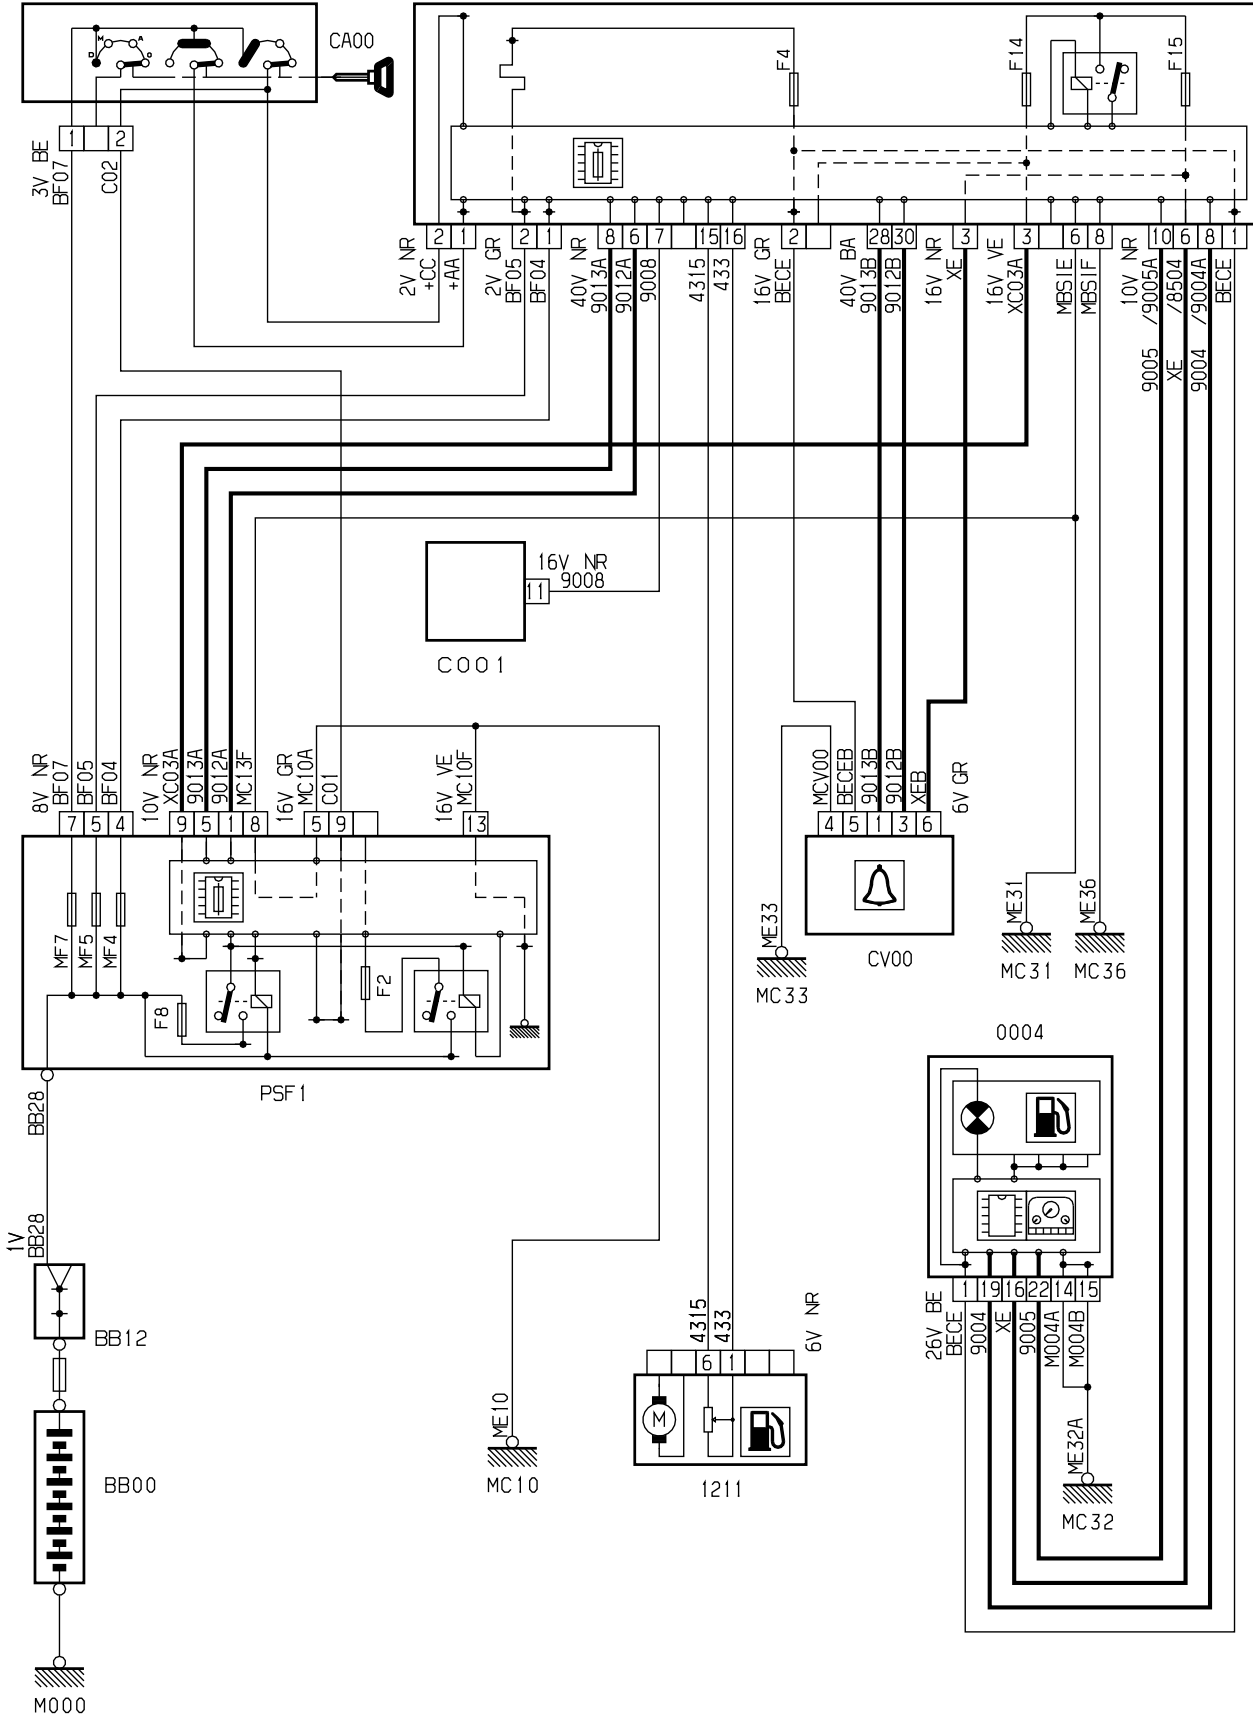 CA00
M A
D O
F4
F14
F15
1 2
3V BE
BF07
C02
2 1 2 1 8 6 7 15 16 2 28 30 3 3 6 8 10 6 8 1
2V NR
+CC
+AA
2V GR
BF05
BF04
40V NR
9013A
9012A
9008
4315
433
16V GR
BECE
40V BA
9013B
9012B
16V NR
XE
16V VE
XC03A
MBS1E
MBS1F
10V NR
9005 /9005A
XE /8504
9004 /9004A
BECE
16V NR
11 9008
C001
8V NR
BF07
BF05
BF04
10V NR
XC03A
9013A
9012A
MC13F
16V GR
MC10A
C01
16V VE
MC10F
7 5 4 9 5 1 8 5 9 13
MCV00
BECEB
9013B
9012B
XEB
6V GR
4 5 1 3 6
MF7
MF5
MF4
F8
F2
PSF1
ME33
MC33
CV00
ME31
MC31
ME36
MC36
0004
BB28
1V
BB28
BB12
BB00
M000
ME10
MC10
4315
433
6V NR
6 1
M
1211
1 19 16 22 14 15
26V BE
BECE
9004
XE
9005
M004A
M004B
ME32A
MC32